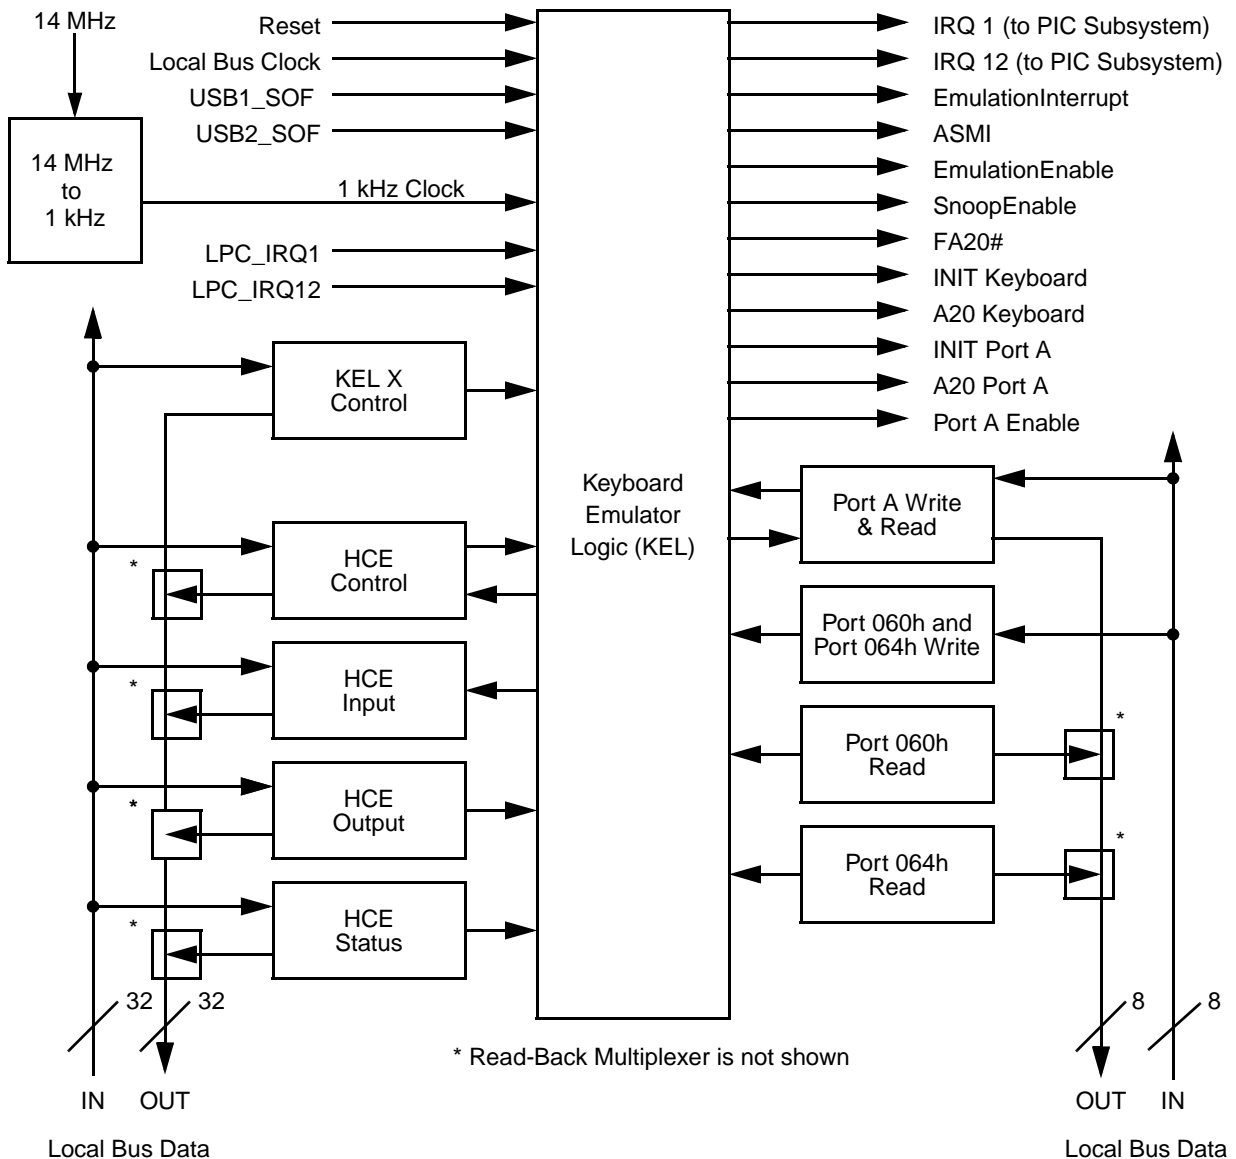 14 MHz
Reset
Local Bus Clock
USB1_SOF
USB2_SOF
14 MHz
to
1 kHz
1 kHz Clock
LPC_IRQ1
LPC_IRQ12
IRQ 1 (to PIC Subsystem)
IRQ 12 (to PIC Subsystem)
EmulationInterrupt
ASMI
EmulationEnable
SnoopEnable
FA20#
INIT Keyboard
A20 Keyboard
INIT Port A
A20 Port A
Port A Enable
KEL X
Control
*
HCE
Control
*
HCE
Input
*
HCE
Output
*
HCE
Status
Keyboard
Emulator
Logic (KEL)
Port A Write
& Read
Port 060h and
Port 064h Write
Port 060h
Read
*
Port 064h
Read
*
32
32
8
8
* Read-Back Multiplexer is not shown
IN
OUT
OUT
IN
Local Bus Data
Local Bus Data